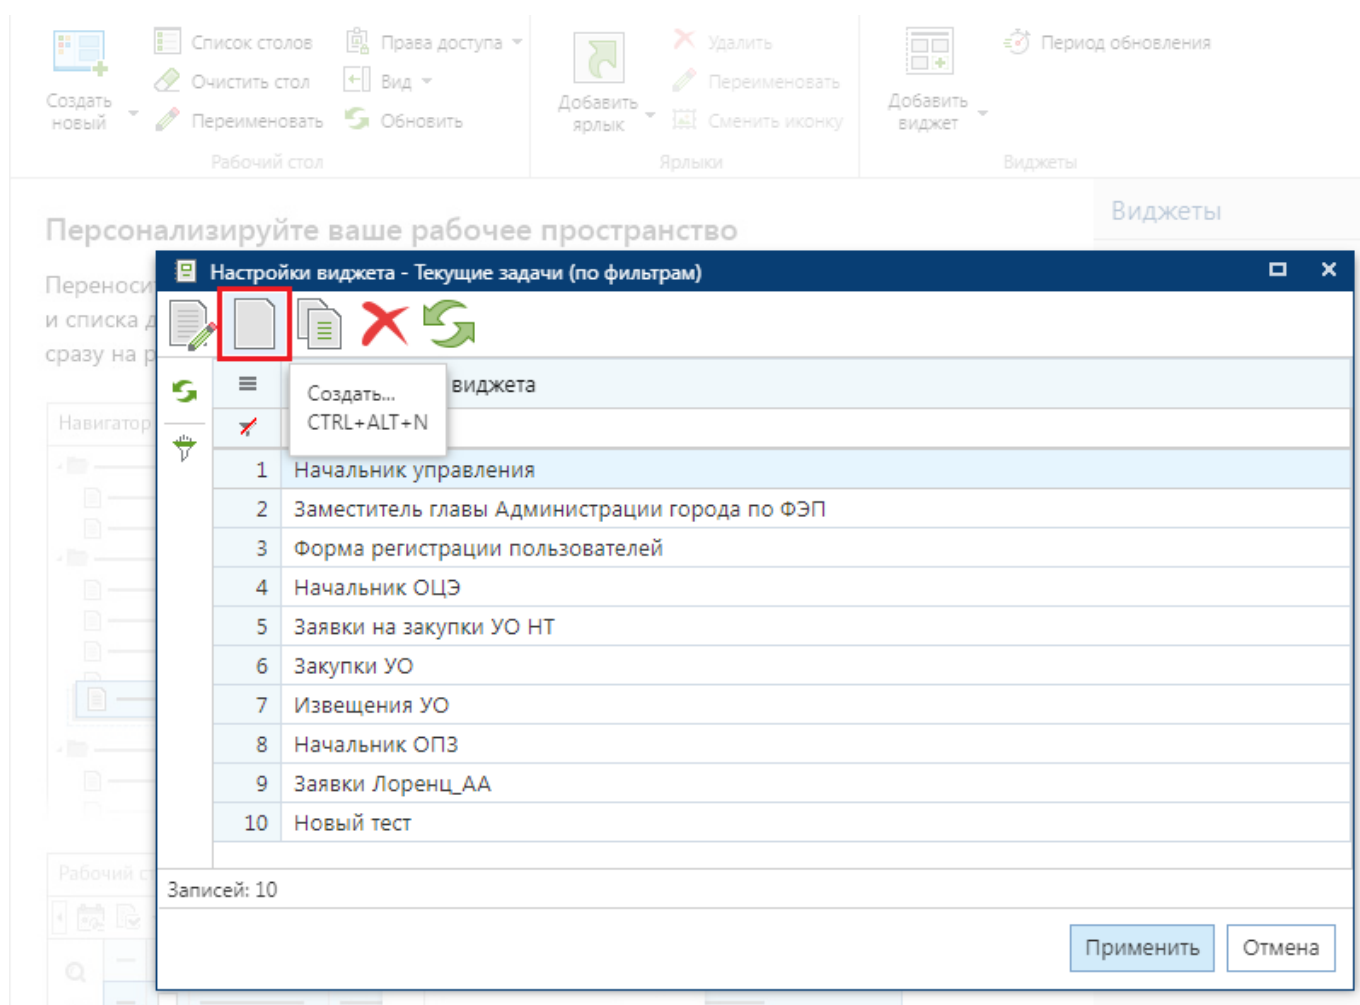 Создать новый
Список столов
Очистить стол
Переименовать
Права доступа
Вид
Обновить
Рабочий стол
Добавить ярлык
Удалить
Переименовать
Сменить иконку
Ярлыки
Добавить виджет
Период обновления
Виджеты
Виджеты
Персонализируйте ваше рабочее пространство
Переноси
и списка д
сразу на р
Навигатор
Рабочий ст
Настройки виджета - Текущие задачи (по фильтрам)
Создать...
CTRL+ALT+N
виджета
1 Начальник управления
2 Заместитель главы Администрации города по ФЭП
3 Форма регистрации пользователей
4 Начальник ОЦЭ
5 Заявки на закупки УО НТ
6 Закупки УО
7 Извещения УО
8 Начальник ОПЗ
9 Заявки Лоренц_АА
10 Новый тест
Записей: 10
Применить
Отмена